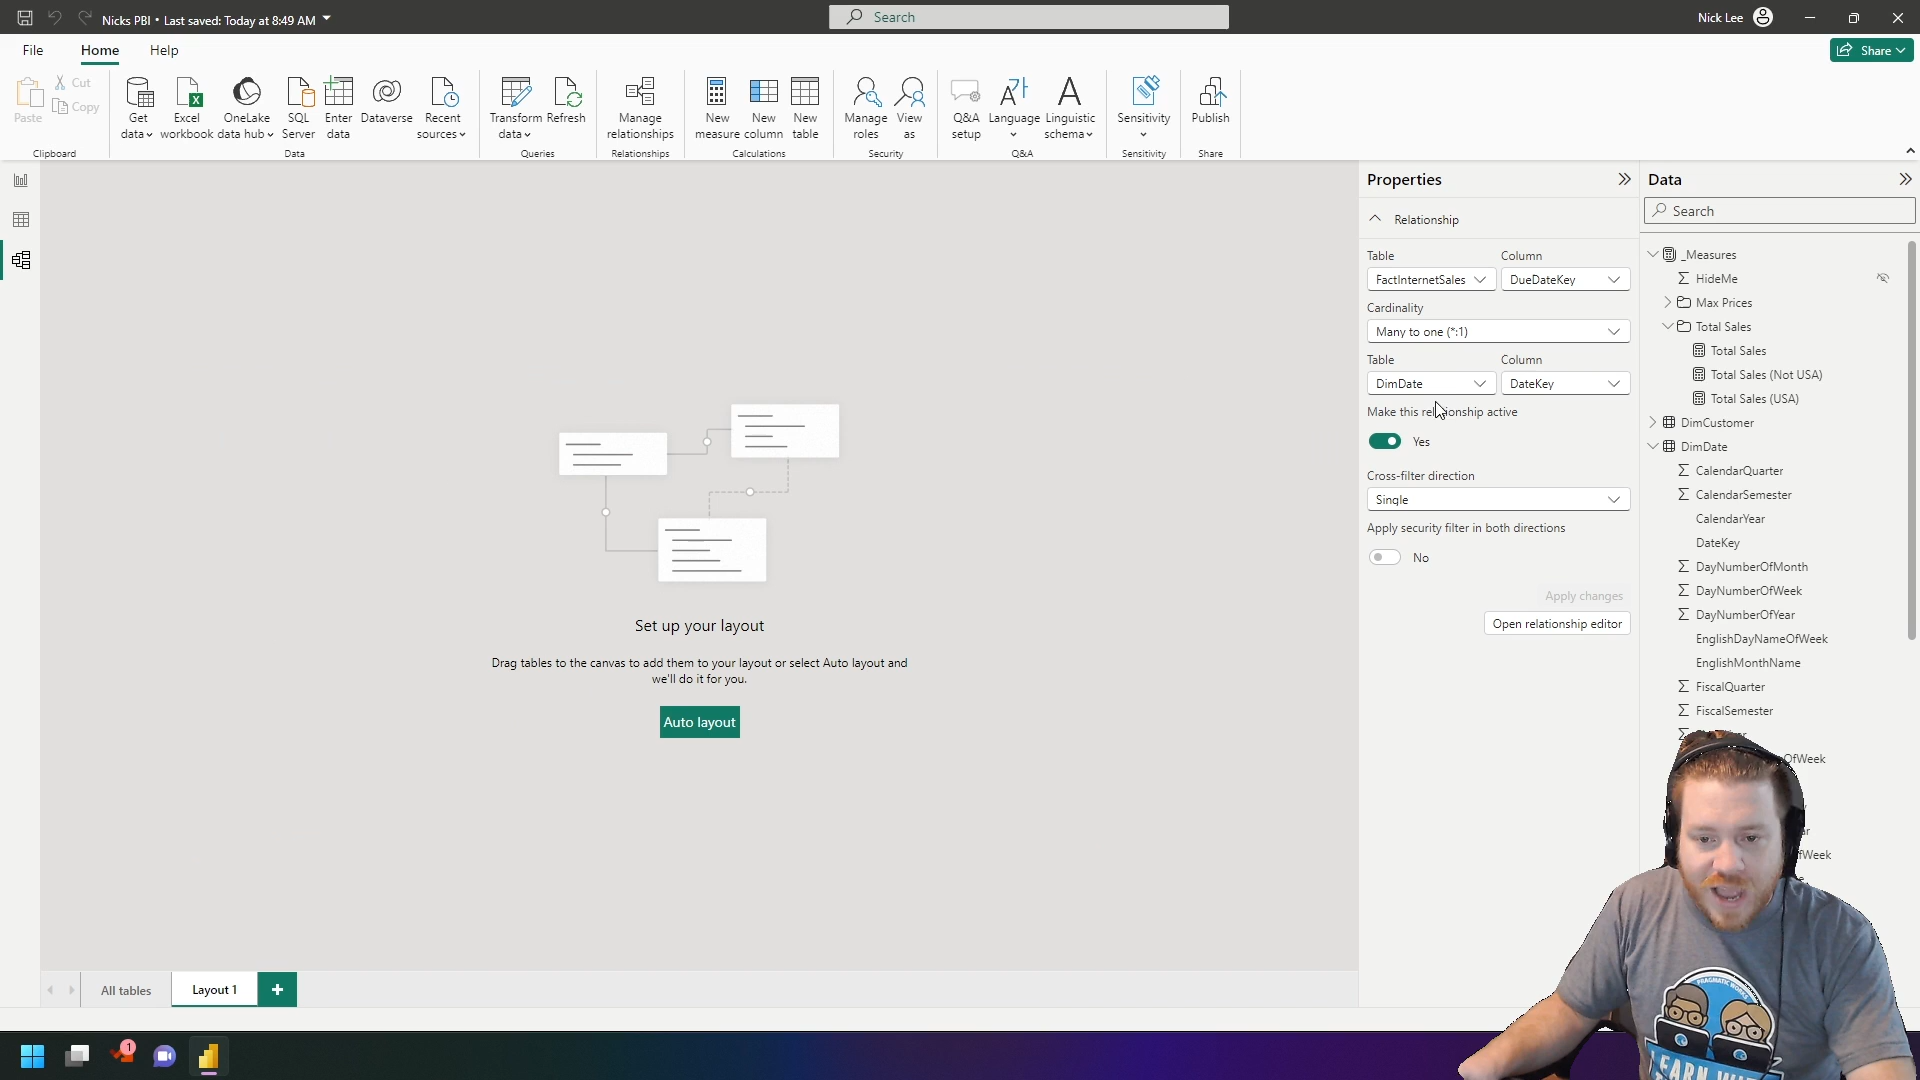 Nicks PBI • Last saved: Today at 8:49 AM
Search
Nick Lee
File
Home
Help
Share
Paste
Cut
Copy
Clipboard
Get data
Excel workbook
OneLake data hub
SQL Server
Enter data
Dataverse
Recent sources
Data
Transform data
Refresh
Queries
Manage relationships
Relationships
New measure
New column
New table
Calculations
Manage roles
View as
Security
Q&A setup
Language
Linguistic schema
Q&A
Sensitivity
Sensitivity
Publish
Share
Set up your layout
Drag tables to the canvas to add them to your layout or select Auto layout and
we'll do it for you.
Auto layout
All tables
Layout 1
Properties
Relationship
Table
Column
FactInternetSales
DueDateKey
Cardinality
Many to one (*:1)
Table
Column
DimDate
DateKey
Make this relationship active
Yes
Cross-filter direction
Single
Apply security filter in both directions
No
Apply changes
Open relationship editor
Data
Search
_Measures
HideMe
Max Prices
Total Sales
Total Sales
Total Sales (Not USA)
Total Sales (USA)
DimCustomer
DimDate
CalendarQuarter
CalendarSemester
CalendarYear
DateKey
DayNumberOfMonth
DayNumberOfWeek
DayNumberOfYear
EnglishDayNameOfWeek
EnglishMonthName
FiscalQuarter
FiscalSemester
OfWeek
fWeek
1
PRAGMATIC WORKS
LEARN WI